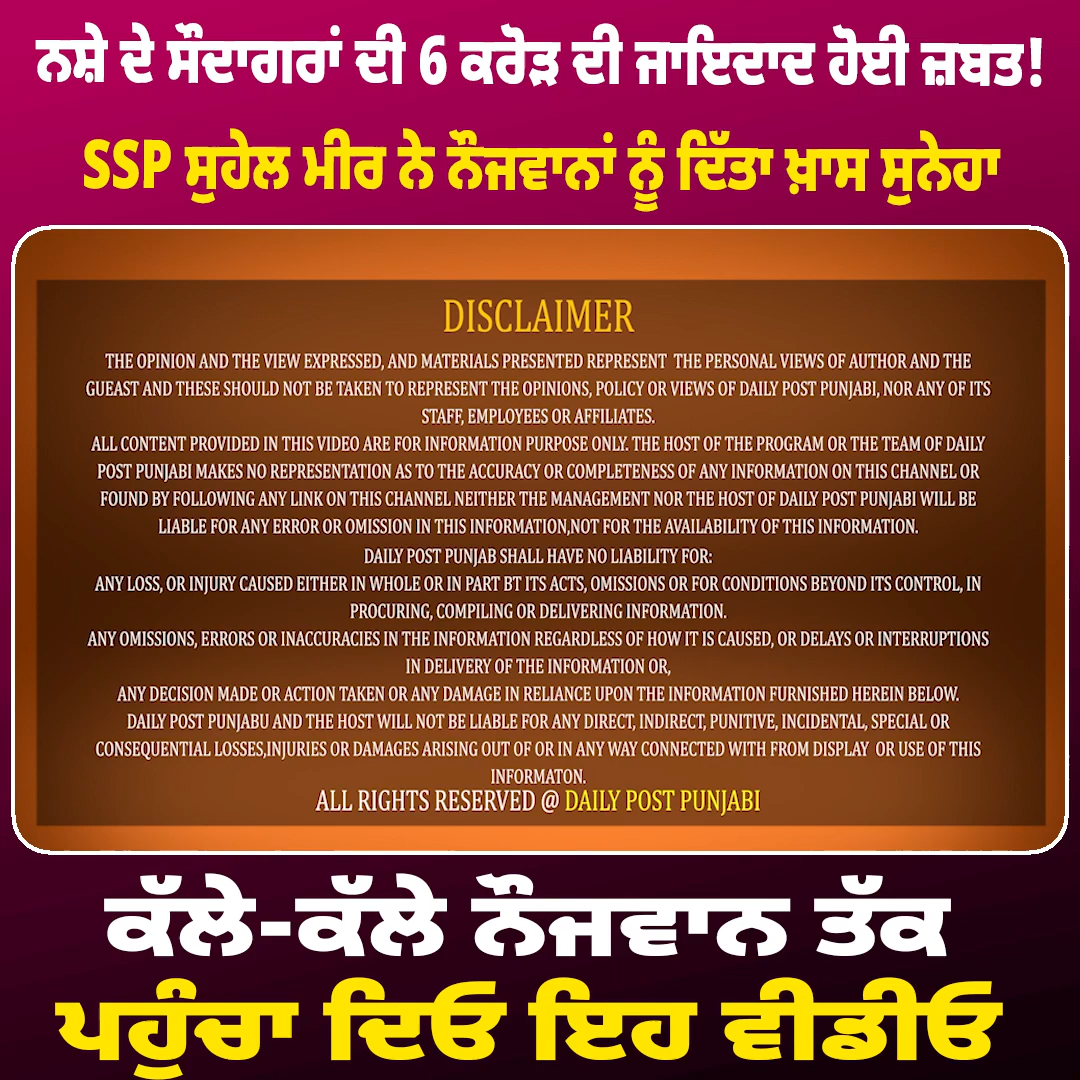 ਨਸ਼ੇ ਦੇ ਸੌਦਾਗਰਾਂ ਦੀ 6 ਕਰੋੜ ਦੀ ਜਾਇਦਾਦ ਹੋਈ ਜ਼ਬਤ!
SSP ਸੁਹੇਲ ਮੀਰ ਨੇ ਨੌਜਵਾਨਾਂ ਨੂੰ ਦਿੱਤਾ ਖ਼ਾਸ ਸੁਨੇਹਾ
DISCLAIMER
THE OPINION AND THE VIEW EXPRESSED, AND MATERIALS PRESENTED REPRESENT THE PERSONAL VIEWS OF AUTHOR AND THE
GUEAST AND THESE SHOULD NOT BE TAKEN TO REPRESENT THE OPINIONS, POLICY OR VIEWS OF DAILY POST PUNJABI, NOR ANY OF ITS
STAFF, EMPLOYEES OR AFFILIATES.
ALL CONTENT PROVIDED IN THIS VIDEO ARE FOR INFORMATION PURPOSE ONLY. THE HOST OF THE PROGRAM OR THE TEAM OF DAILY
POST PUNJABI MAKES NO REPRESENTATION AS TO THE ACCURACY OR COMPLETENESS OF ANY INFORMATION ON THIS CHANNEL OR
FOUND BY FOLLOWING ANY LINK ON THIS CHANNEL NEITHER THE MANAGEMENT NOR THE HOST OF DAILY POST PUNJABI WILL BE
LIABLE FOR ANY ERROR OR OMISSION IN THIS INFORMATION,NOT FOR THE AVAILABILITY OF THIS INFORMATION.
DAILY POST PUNJAB SHALL HAVE NO LIABILITY FOR:
ANY LOSS, OR INJURY CAUSED EITHER IN WHOLE OR IN PART BT ITS ACTS, OMISSIONS OR FOR CONDITIONS BEYOND ITS CONTROL, IN
PROCURING, COMPILING OR DELIVERING INFORMATION.
ANY OMISSIONS, ERRORS OR INACCURACIES IN THE INFORMATION REGARDLESS OF HOW IT IS CAUSED, OR DELAYS OR INTERRUPTIONS
IN DELIVERY OF THE INFORMATION OR,
ANY DECISION MADE OR ACTION TAKEN OR ANY DAMAGE IN RELIANCE UPON THE INFORMATION FURNISHED HEREIN BELOW.
DAILY POST PUNJABU AND THE HOST WILL NOT BE LIABLE FOR ANY DIRECT, INDIRECT, PUNITIVE, INCIDENTAL, SPECIAL OR
CONSEQUENTIAL LOSSES,INJURIES OR DAMAGES ARISING OUT OF OR IN ANY WAY CONNECTED WITH FROM DISPLAY OR USE OF THIS
INFORMATON.
ALL RIGHTS RESERVED @ DAILY POST PUNJABI
ਕੱਲੇ-ਕੱਲੇ ਨੌਜਵਾਨ ਤੱਕ
ਪਹੁੰਚਾ ਦਿਓ ਇਹ ਵੀਡੀਓ